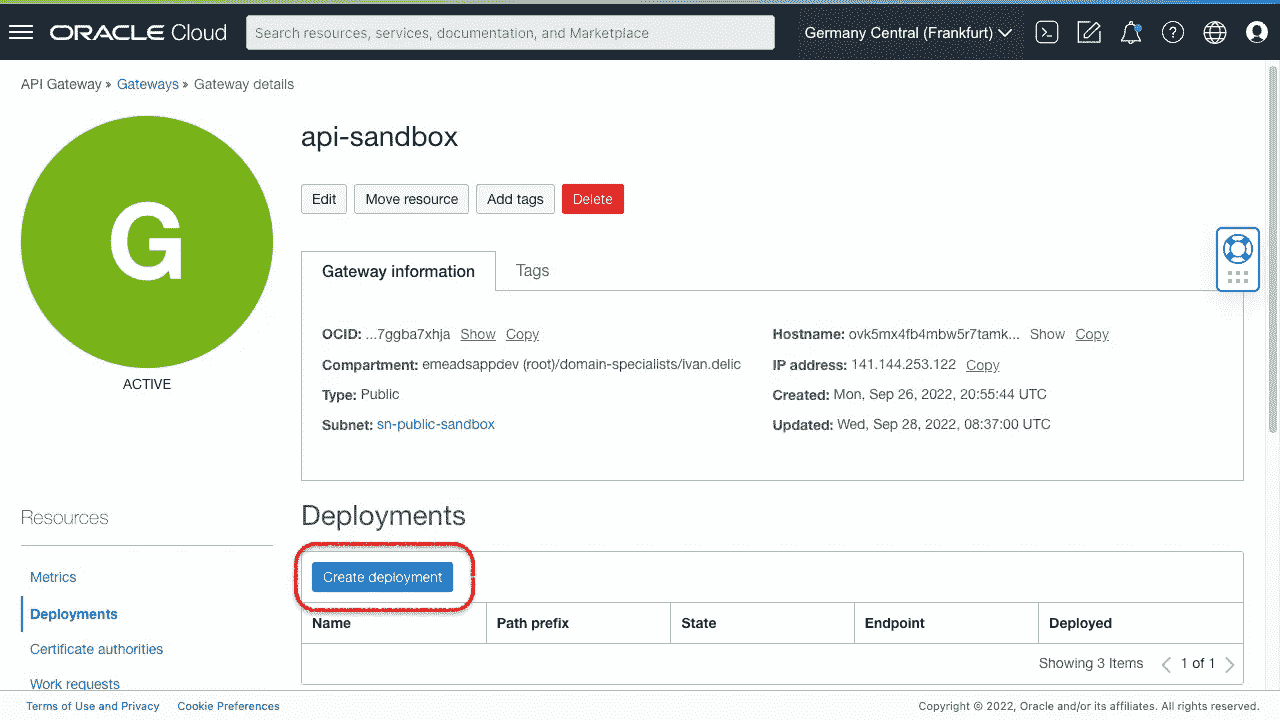 ORACLE Cloud
Search resources, services, documentation, and Marketplace
Germany Central (Frankfurt)
API Gateway » Gateways » Gateway details
G
ACTIVE
api-sandbox
Edit
Move resource
Add tags
Delete
Gateway information
Tags
OCID: ...7ggba7xhja Show Copy
Compartment: emeadsappdev (root)/domain-specialists/ivan.delic
Type: Public
Subnet: sn-public-sandbox
Hostname: ovk5mx4fb4mbw5r7tamk... Show Copy
IP address: 141.144.253.122 Copy
Created: Mon, Sep 26, 2022, 20:55:44 UTC
Updated: Wed, Sep 28, 2022, 08:37:00 UTC
Resources
Metrics
Deployments
Certificate authorities
Work requests
Deployments
Create deployment
Name Path prefix State Endpoint Deployed
Showing 3 Items 1 of 1
Terms of Use and Privacy Cookie Preferences
Copyright © 2022, Oracle and/or its affiliates. All rights reserved.